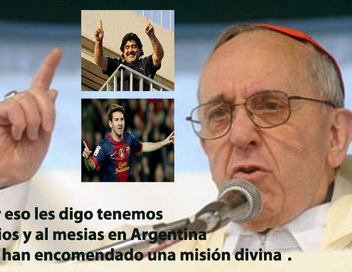 eso les digo tenemos
y al mesias en Argentina
han encomendado una misión divina .